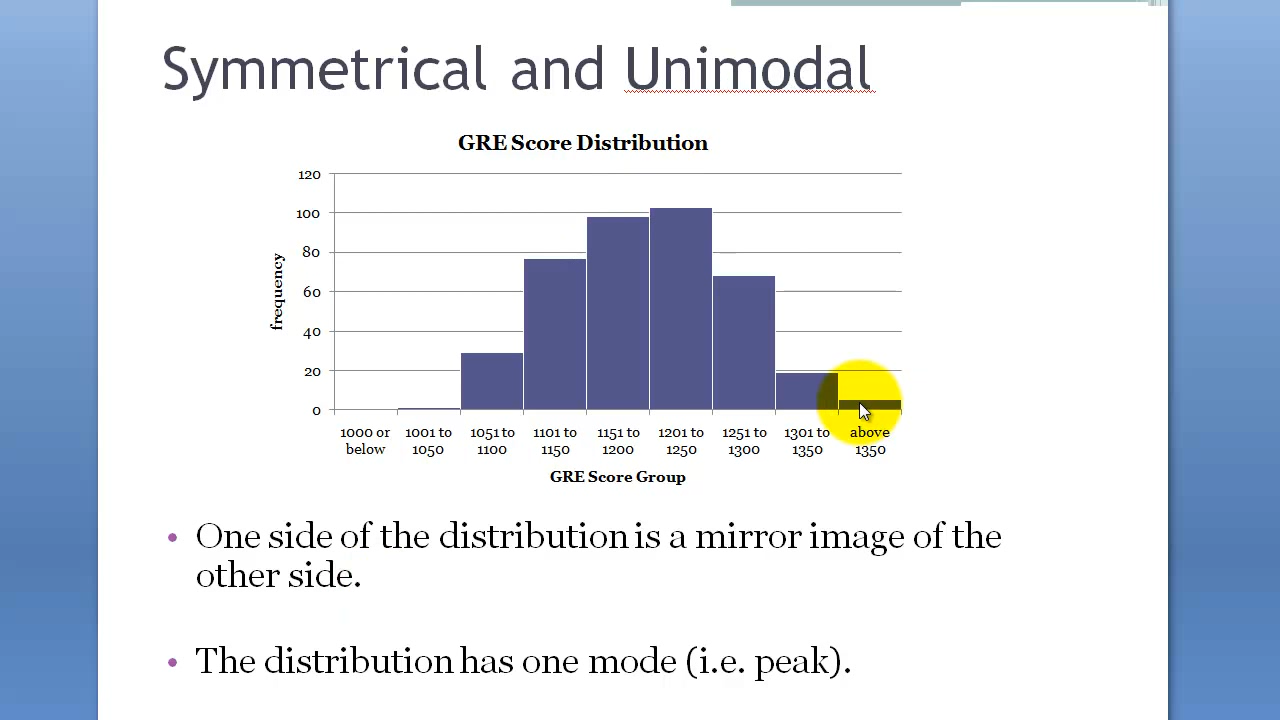 Symmetrical and Unimodal
GRE Score Distribution
120
100
80
60
40
20
0
frequency
1000 or below
1001 to 1050
1051 to 1100
1101 to 1150
1151 to 1200
1201 to 1250
1251 to 1300
1301 to 1350
above 1350
GRE Score Group
• One side of the distribution is a mirror image of the
other side.
• The distribution has one mode (i.e. peak).